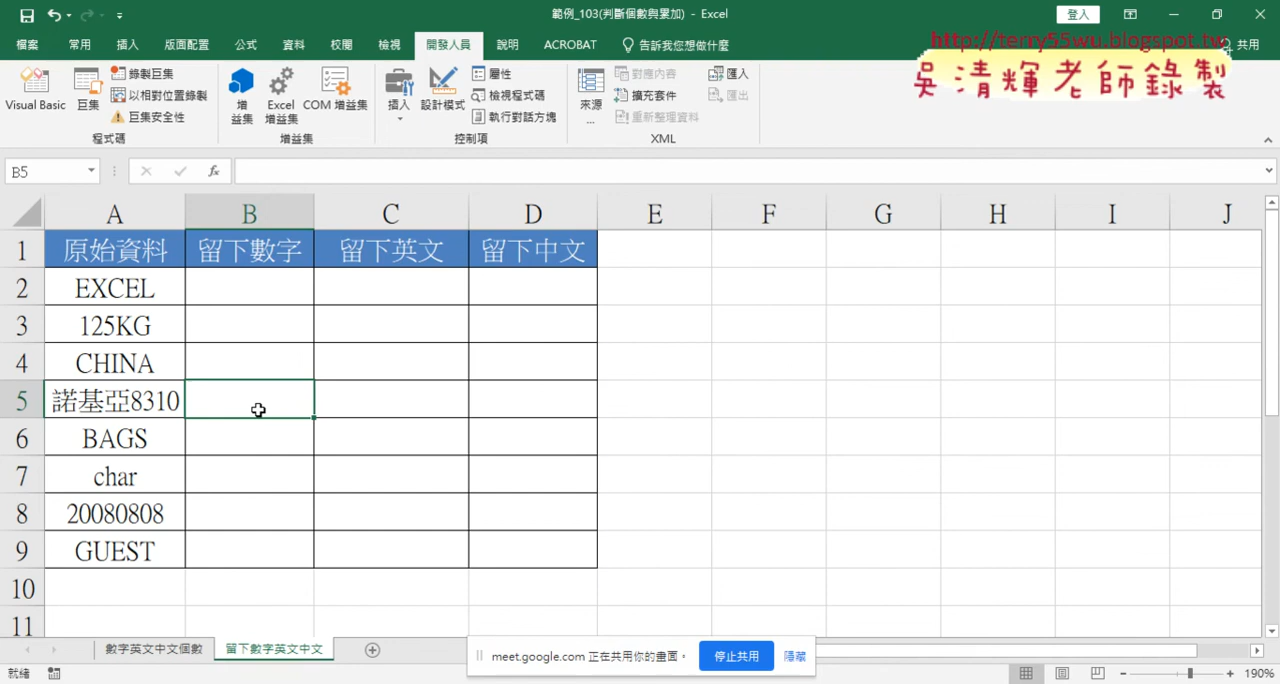 範例_103(判斷個數與累加) - Excel
登入
檔案 常用 插入 版面配置 公式 資料 校閱 檢視 開發人員 說明 ACROBAT 告訴我您想做什麼 共用
http://terry55wu.blogspot.tw
吳清輝老師錄製
Visual Basic 巨集 錄製巨集 以相對位置錄製 巨集安全性 程式碼
增益集 Excel 增益集 COM 增益集 增益集
插入 設計模式 屬性 檢視程式碼 執行對話方塊 控制項
來源... 對應內容 擴充套件 重新整理資料 匯入 匯出 XML
B5 fx
A B C D E F G H I J
1 原始資料 留下數字 留下英文 留下中文
2 EXCEL
3 125KG
4 CHINA
5 諾基亞8310
6 BAGS
7 char
8 20080808
9 GUEST
10
11
數字英文中文個數 留下數字英文中文
meet.google.com 正在共用你的畫面。 停止共用 隱藏
就緒 190%